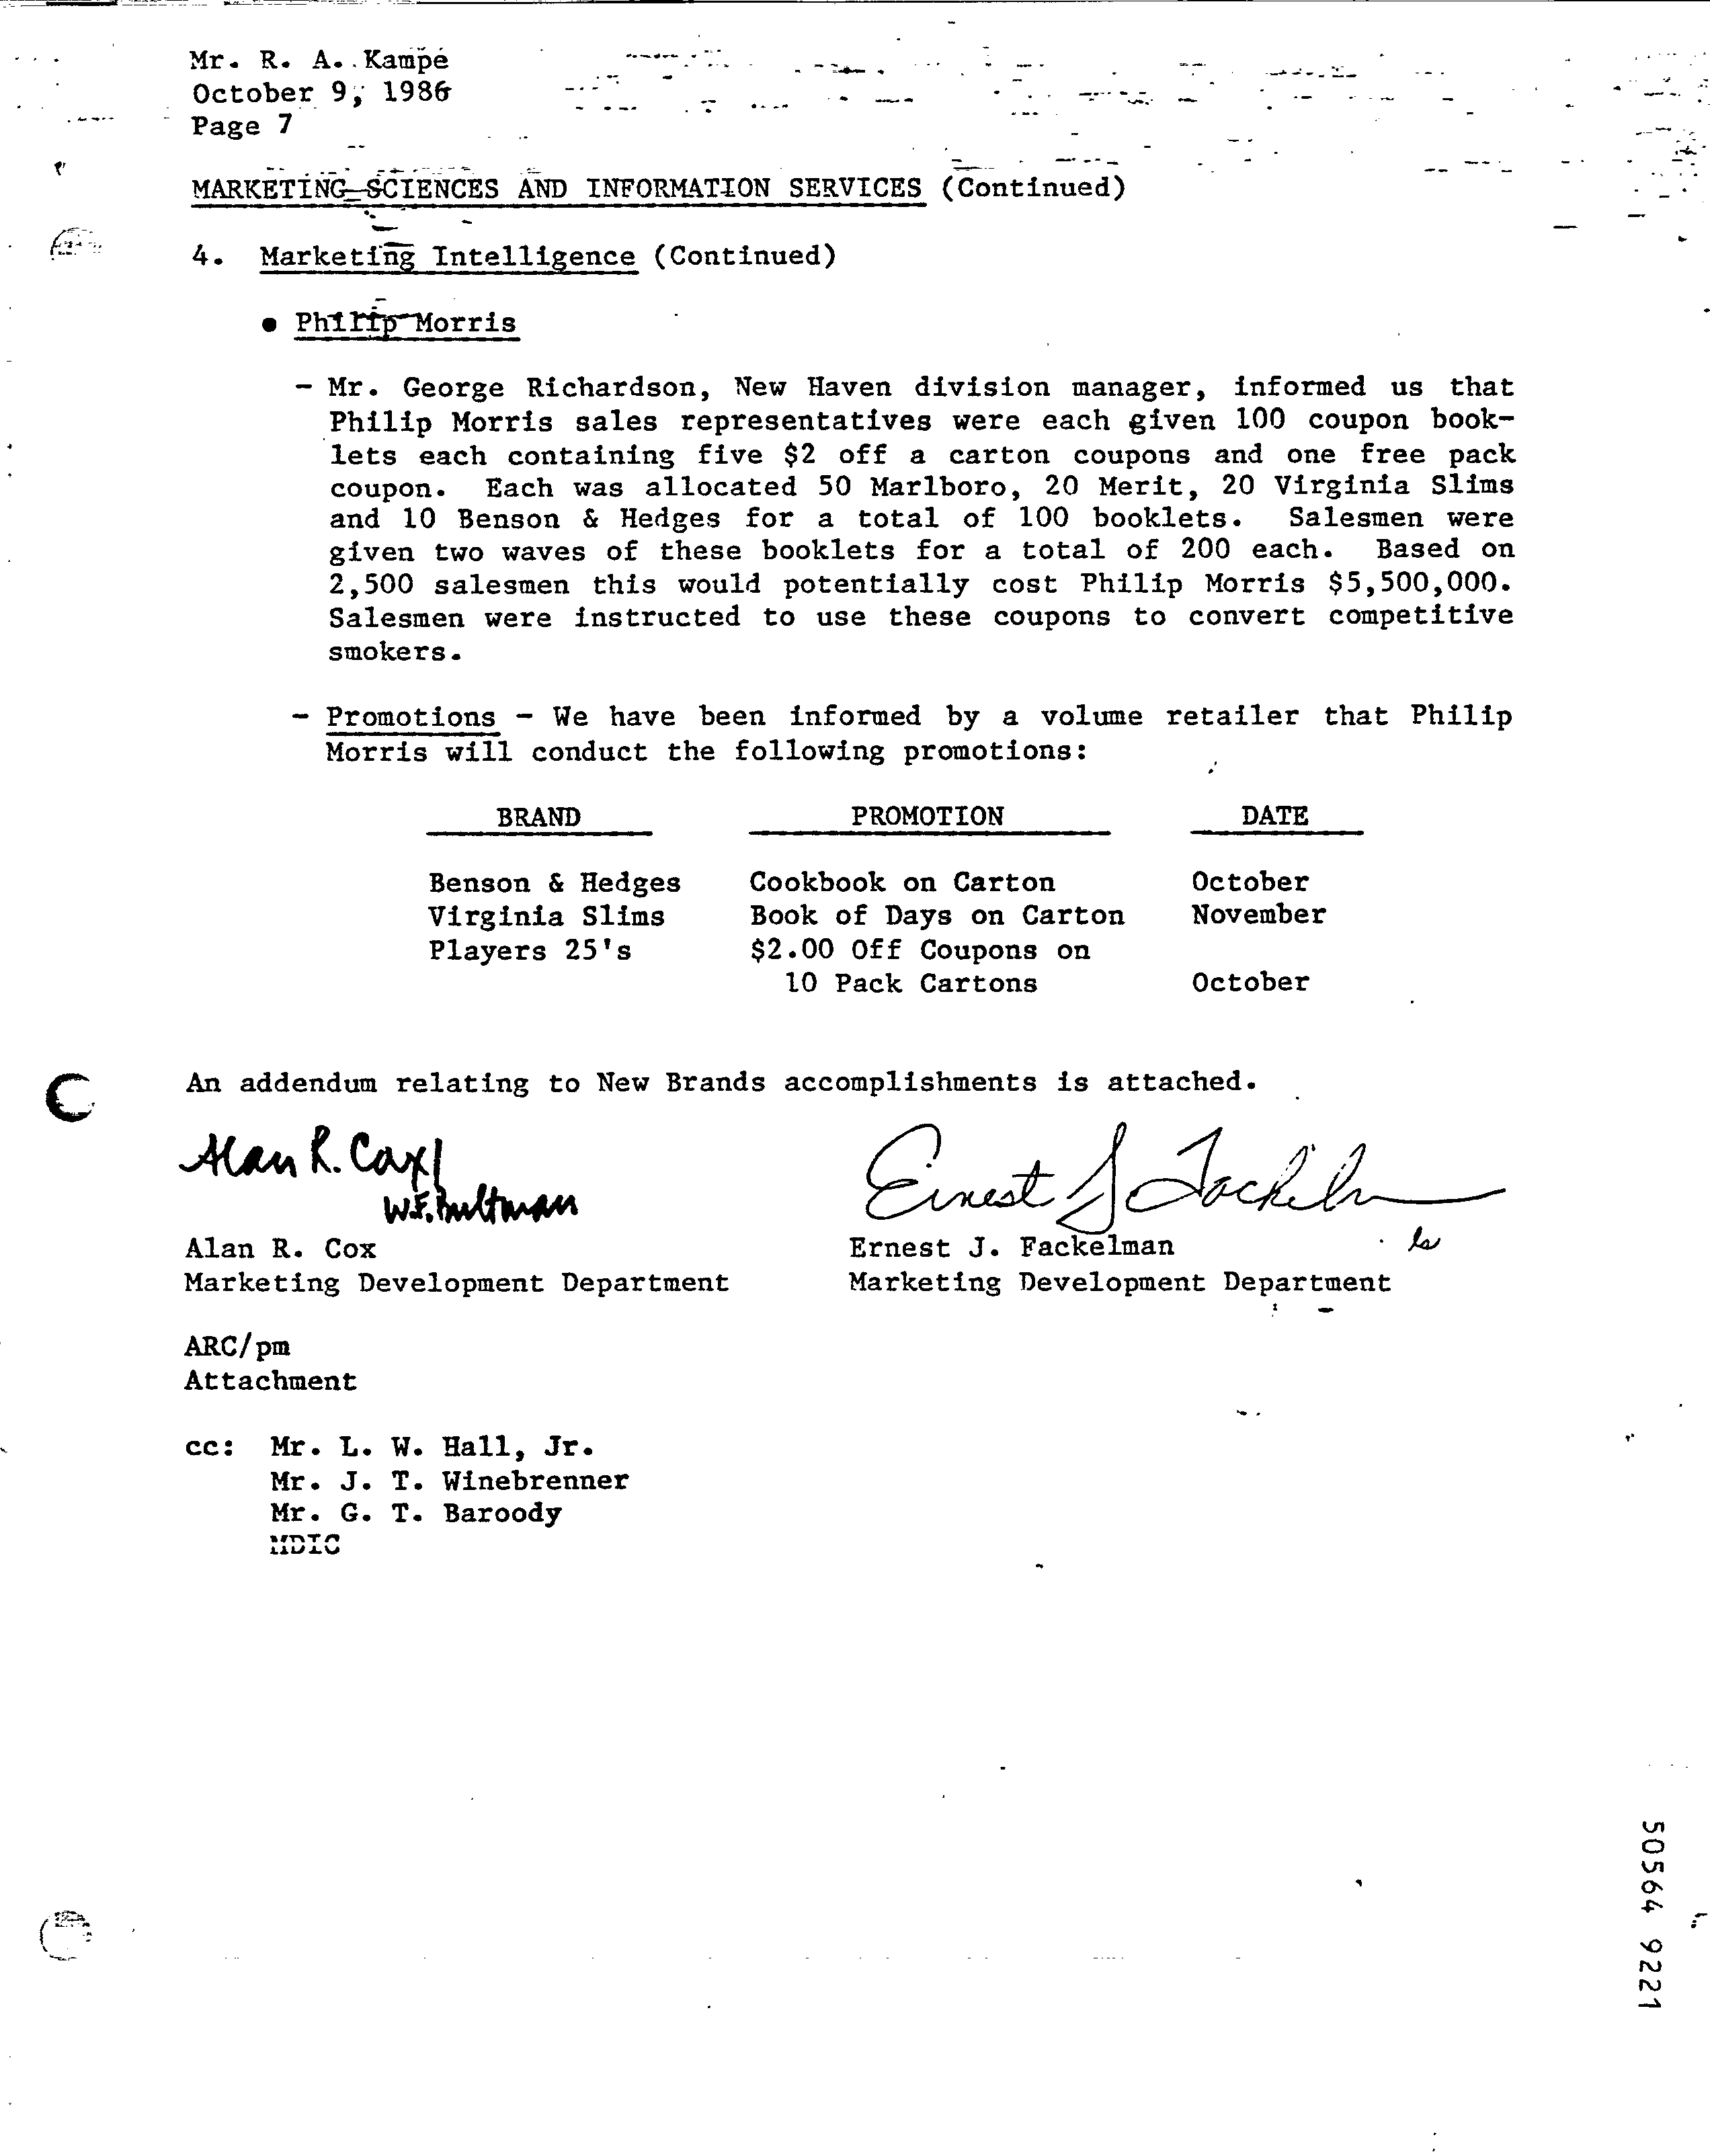 Mr. R. A. Kampe
October 9, 1986
Page 7
MARKETING SCIENCES AND INFORMATION SERVICES (Continued)
4. Marketing Intelligence (Continued)
● Philip Morris
- Mr. George Richardson, New Haven division manager, informed us that
Philip Morris sales representatives were each given 100 coupon book-
lets each containing five $2 off a carton coupons and one free pack
coupon. Each was allocated 50 Marlboro, 20 Merit, 20 Virginia Slims
and 10 Benson & Hedges for a total of 100 booklets. Salesmen were
given two waves of these booklets for a total of 200 each. Based on
2,500 salesmen this would potentially cost Philip Morris $5,500,000.
Salesmen were instructed to use these coupons to convert competitive
smokers.
- Promotions - We have been informed by a volume retailer that Philip
Morris will conduct the following promotions:
BRAND PROMOTION DATE
Benson & Hedges Cookbook on Carton October
Virginia Slims Book of Days on Carton November
Players 25's $2.00 Off Coupons on
10 Pack Cartons October
An addendum relating to New Brands accomplishments is attached.
Alan R. Cox/ Ernest J Fackelm
W.F. Bultman
Alan R. Cox Ernest J. Fackelman ls
Marketing Development Department Marketing Development Department
ARC/pm
Attachment
cc: Mr. L. W. Hall, Jr.
Mr. J. T. Winebrenner
Mr. G. T. Baroody
MDIC
50564 9221